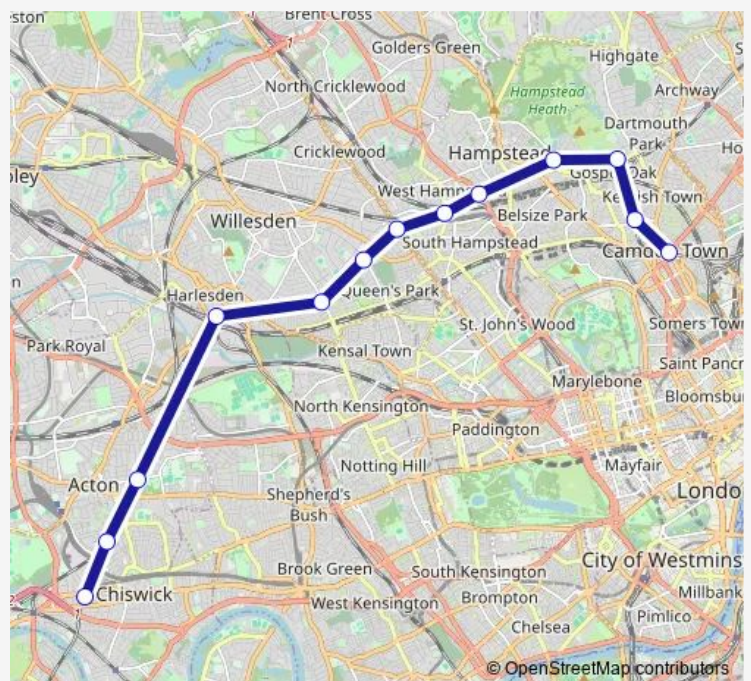 Brent Cross
Golders Green
Highgate
North Cricklewood
Hampstead
Heath
Archway
Dartmouth
Park
Cricklewood
Hampstead
Gospel Oak
West Hampstead
Kentish Town
Willesden
Belsize Park
South Hampstead
Camden Town
Harlesden
Queen's Park
St. John's Wood
Somers Town
Park Royal
Kensal Town
Saint Pancr
Marylebone
Bloomsbu
North Kensington
Paddington
Notting Hill
Mayfair
Acton
Shepherd's
Bush
Londo
City of Westmins
Brook Green
South Kensington
Chiswick
West Kensington
Brompton
Millbank
Pimlico
Chelsea
© OpenStreetMap contributors